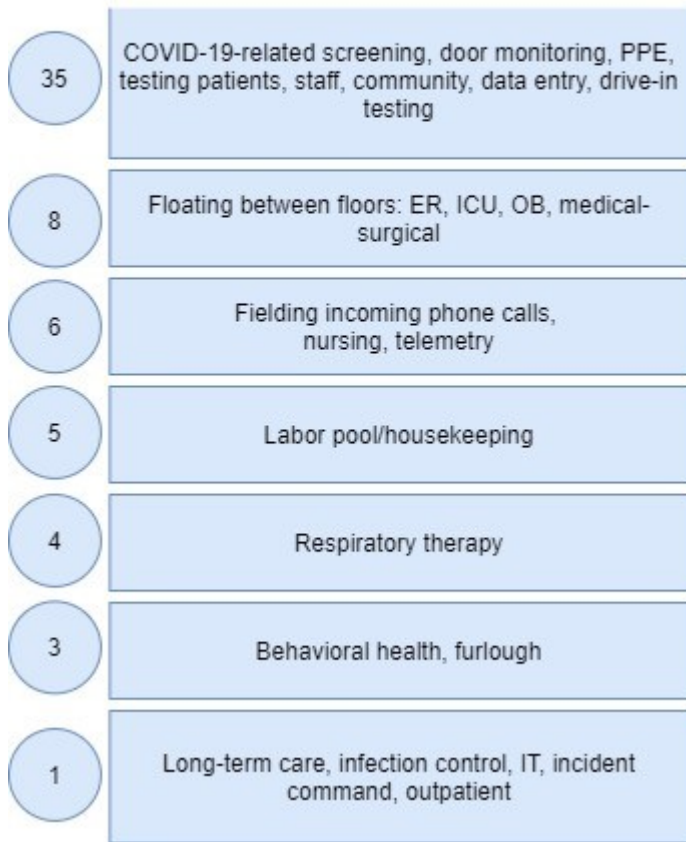 35
COVID-19-related screening, door monitoring, PPE,
testing patients, staff, community, data entry, drive-in
testing
8
Floating between floors: ER, ICU, OB, medical-
surgical
6
Fielding incoming phone calls,
nursing, telemetry
5
Labor pool/housekeeping
4
Respiratory therapy
3
Behavioral health, furlough
1
Long-term care, infection control, IT, incident
command, outpatient